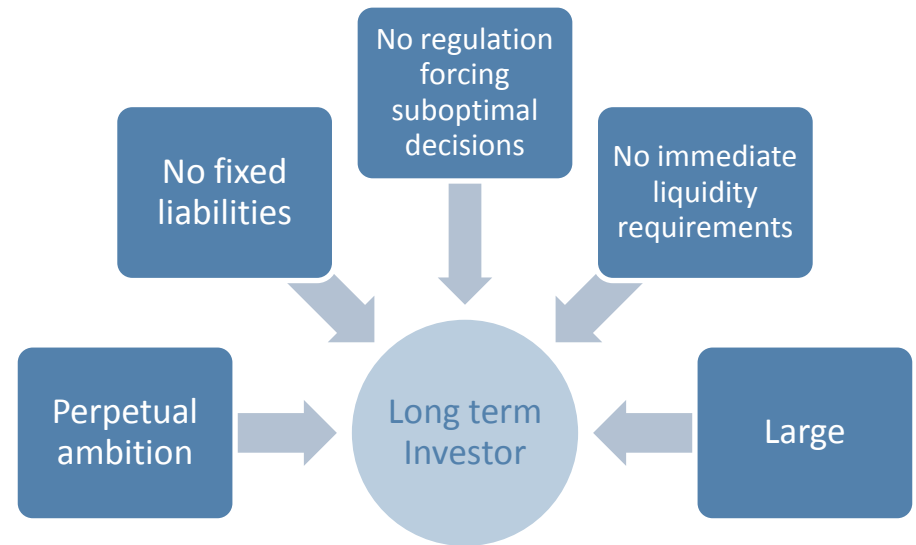 No regulation
forcing
suboptimal
decisions
No fixed
liabilities
No immediate
liquidity
requirements
Perpetual
ambition
Long term
Investor
Large